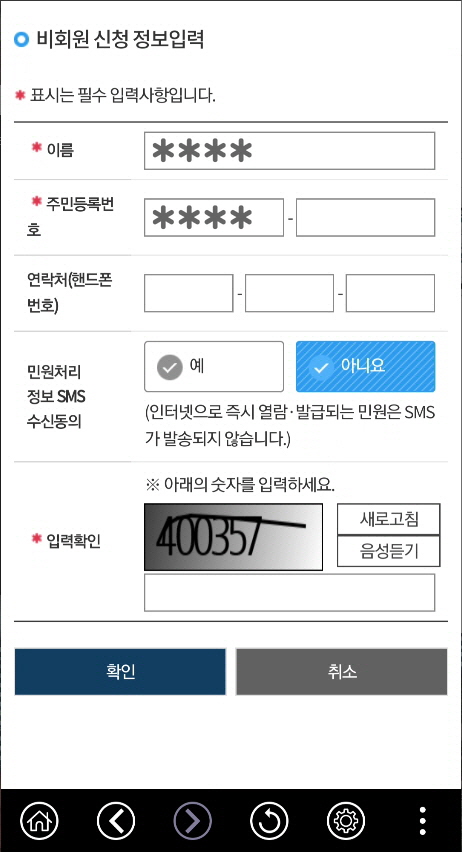 비회원 신청 정보입력
* 표시는 필수 입력사항입니다.
* 이름
****
* 주민등록번
호
**** -
연락처(핸드폰
번호)
- -
민원처리
정보 SMS
수신동의
예
아니요
(인터넷으로 즉시 열람·발급되는 민원은 SMS
가 발송되지 않습니다.)
※ 아래의 숫자를 입력하세요.
* 입력확인
400357
새로고침
음성듣기
확인
취소